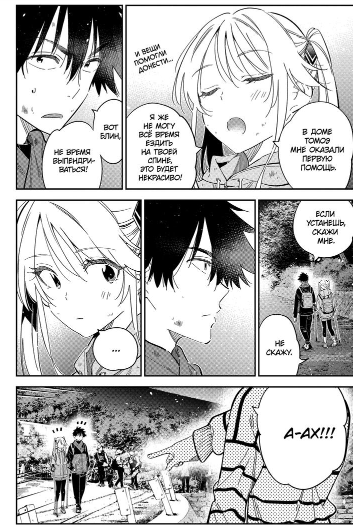 В ДОМЕ
ТОМОЭ
МНЕ ОКАЗАЛИ
ПЕРВУЮ
ПОМОЩЬ.
И ВЕЩИ
ПОМОГЛИ
ДОНЕСТИ...
Я ЖЕ
НЕ МОГУ
ВСЁ ВРЕМЯ
ЕЗДИТЬ
НА ТВОЕЙ
СПИНЕ,
ЭТО БУДЕТ
НЕКРАСИВО!
ВОТ
БЛИН,
НЕ ВРЕМЯ
ВЫПЕНДРИ-
ВАТЬСЯ!
ЕСЛИ
УСТАНЕШЬ,
СКАЖИ
МНЕ.
НЕ
СКАЖУ.
...
А-АХ!!!